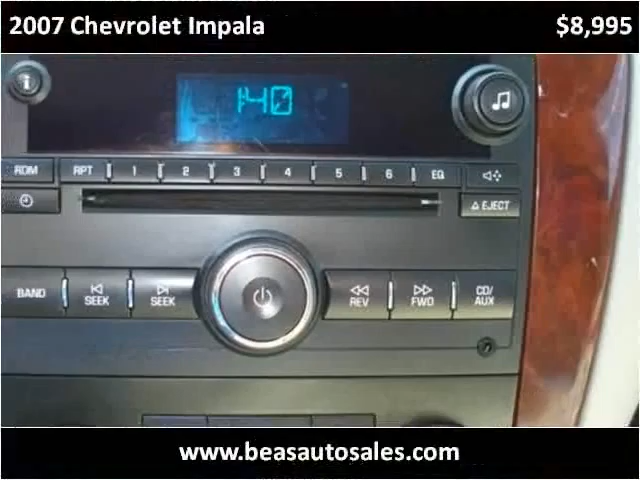 2007 Chevrolet Impala $8,995
i
1:40
RDM RPT 1 2 3 4 5 6 EQ
EJECT
BAND SEEK SEEK REV FWD CD/
AUX
www.beasautosales.com